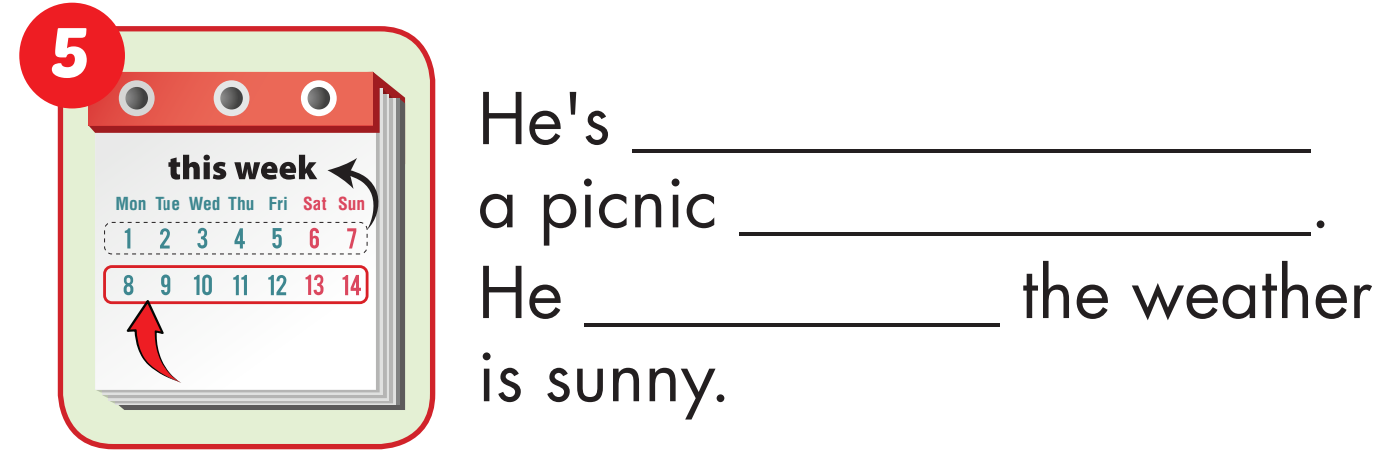 5
this week
Mon Tue Wed Thu Fri Sat Sun
1 2 3 4 5 6 7
8 9 10 11 12 13 14
He's
a picnic .
He the weather
is sunny.